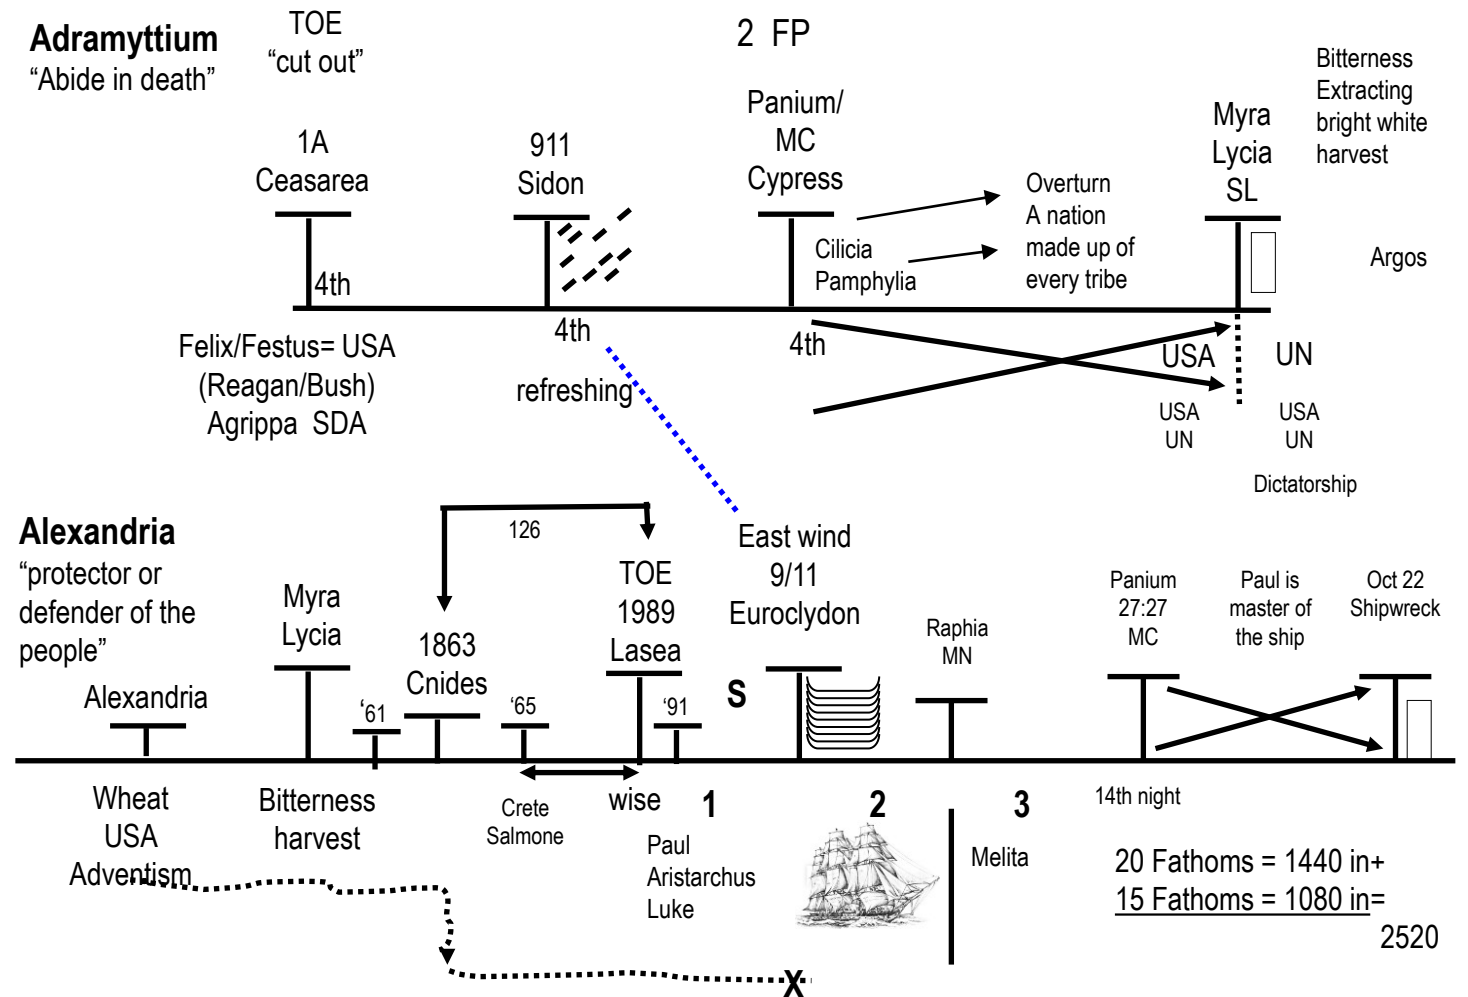 Adramyttium
“Abide in death”
TOE
“cut out”
2 FP
Bitterness
Extracting
bright white
harvest
1A
Ceasarea
911
Sidon
Panium/
MC
Cypress
Myra
Lycia
SL
Overturn
A nation
made up of
every tribe
Cilicia
Pamphylia
Argos
4th
4th
4th
Felix/Festus= USA
(Reagan/Bush)
Agrippa SDA
refreshing
USA
UN
USA
UN
USA
UN
Dictatorship
Alexandria
“protector or
defender of the
people”
126
Alexandria
Myra
Lycia
‘61
1863
Cnides
‘65
TOE
1989
Lasea
‘91
S
East wind
9/11
Euroclydon
Raphia
MN
Panium
27:27
MC
Paul is
master of
the ship
Oct 22
Shipwreck
Wheat
USA
Adventism
Bitterness
harvest
Crete
Salmone
wise
1
Paul
Aristarchus
Luke
2
3
Melita
14th night
20 Fathoms = 1440 in+
15 Fathoms = 1080 in=
2520
X